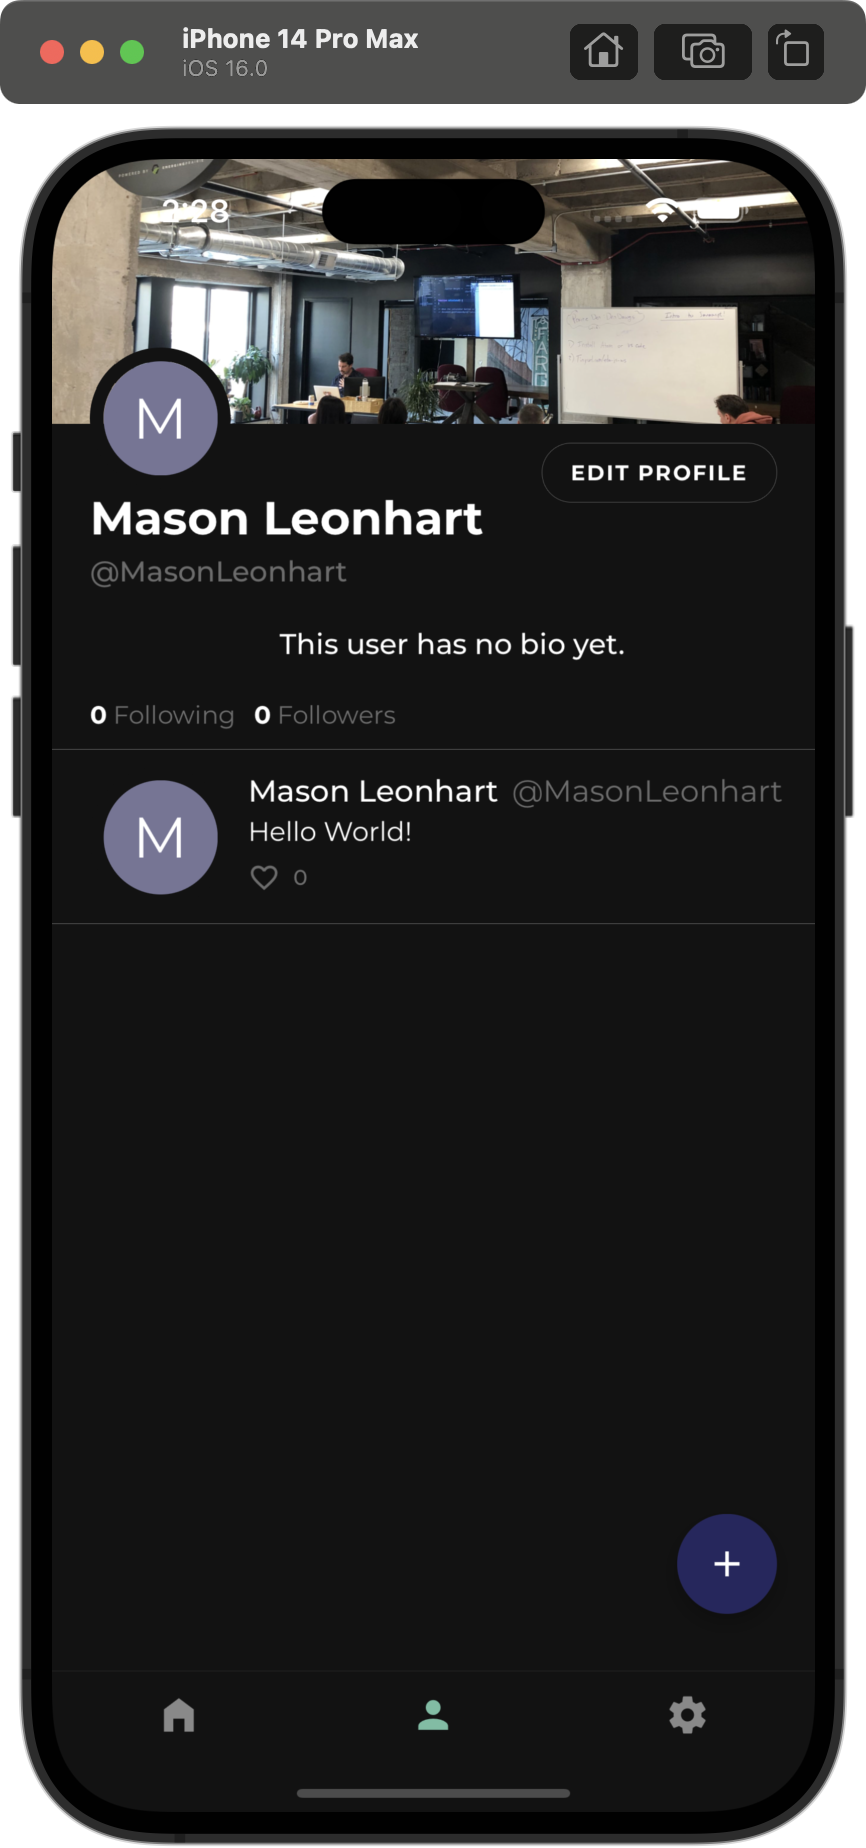 iPhone 14 Pro Max
iOS 16.0
2:28
M
EDIT PROFILE
Mason Leonhart
@MasonLeonhart
This user has no bio yet.
0 Following 0 Followers
M
Mason Leonhart @MasonLeonhart
Hello World!
0